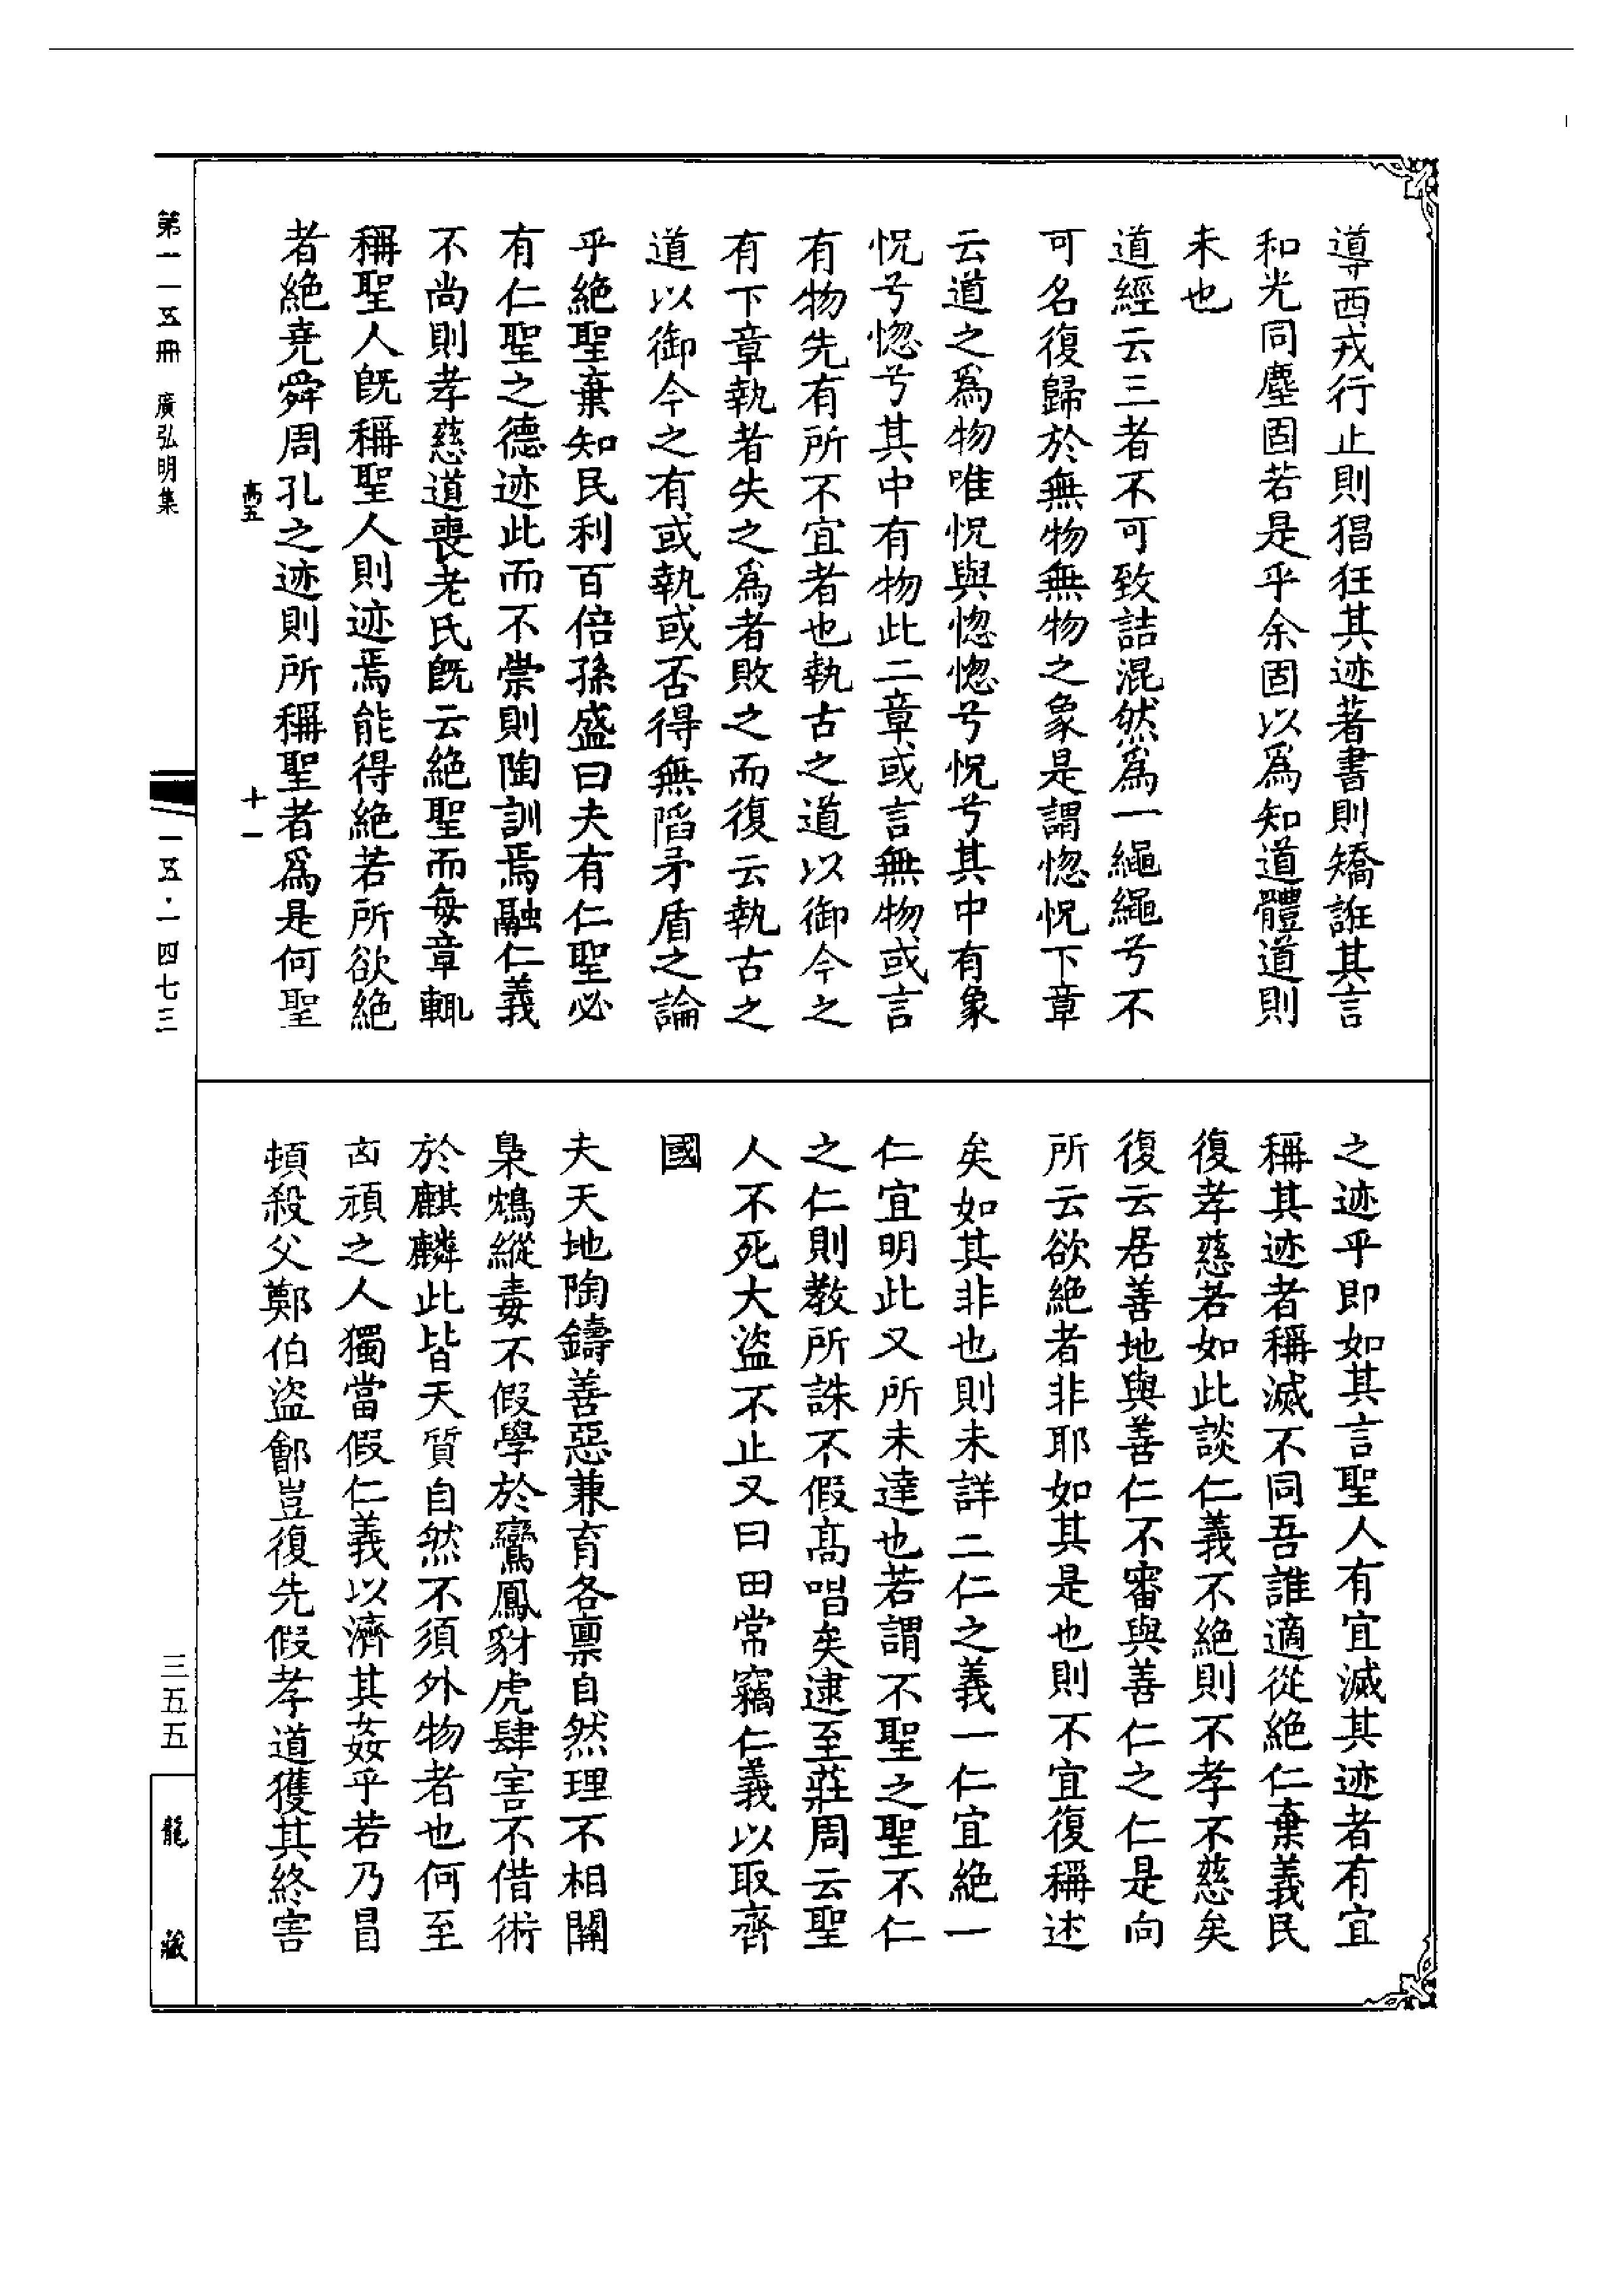 導西戎行止則猖狂其迹著書則矯誑其言
和光同塵固若是乎余固以爲知道體道則
未也
道經云三者不可致詰混然爲一繩繩兮不
可名復歸於無物無物之象是謂惚怳下章
云道之爲物唯怳與惚惚兮怳兮其中有象
怳兮惚兮其中有物此二章或言無物或言
有物先有所不宜者也執古之道以御今之
有下章執者失之爲者敗之而復云執古之
道以御今之有或執或否得無陷矛盾之論
乎絶聖棄知民利百倍孫盛曰夫有仁聖必
有仁聖之德迹此而不崇則陶訓焉融仁義
不尚則孝慈道喪老氏旣云絶聖而每章輒
稱聖人旣稱聖人則迹焉能得絶若所欲絶
者絶堯舜周孔之迹則所稱聖者爲是何聖
之迹乎即如其言聖人有宜滅其迹者有宜
稱其迹者稱滅不同吾誰適從絶仁棄義民
復孝慈若如此談仁義不絶則不孝不慈矣
復云居善地與善仁不審與善仁之仁是向
所云欲絶者非耶如其是也則不宜復稱述
矣如其非也則未詳二仁之義一仁宜絶一
仁宜明此又所未達也若謂不聖之聖不仁
之仁則教所誅不假高唱矣逮至莊周云聖
人不死大盜不止又曰田常竊仁義以取齊
國
夫天地陶鑄善惡兼育各稟自然理不相關
梟鴆縱毒不假學於鸞鳳豺虎肆害不借術
於麒麟此皆天質自然不須外物者也何至
凶頑之人獨當假仁義以濟其姦乎若乃冒
頓殺父鄭伯盜鄶豈復先假孝道獲其終害
高五
十一
第一一五冊 廣弘明集
一五·一四七三
三五五
龍藏